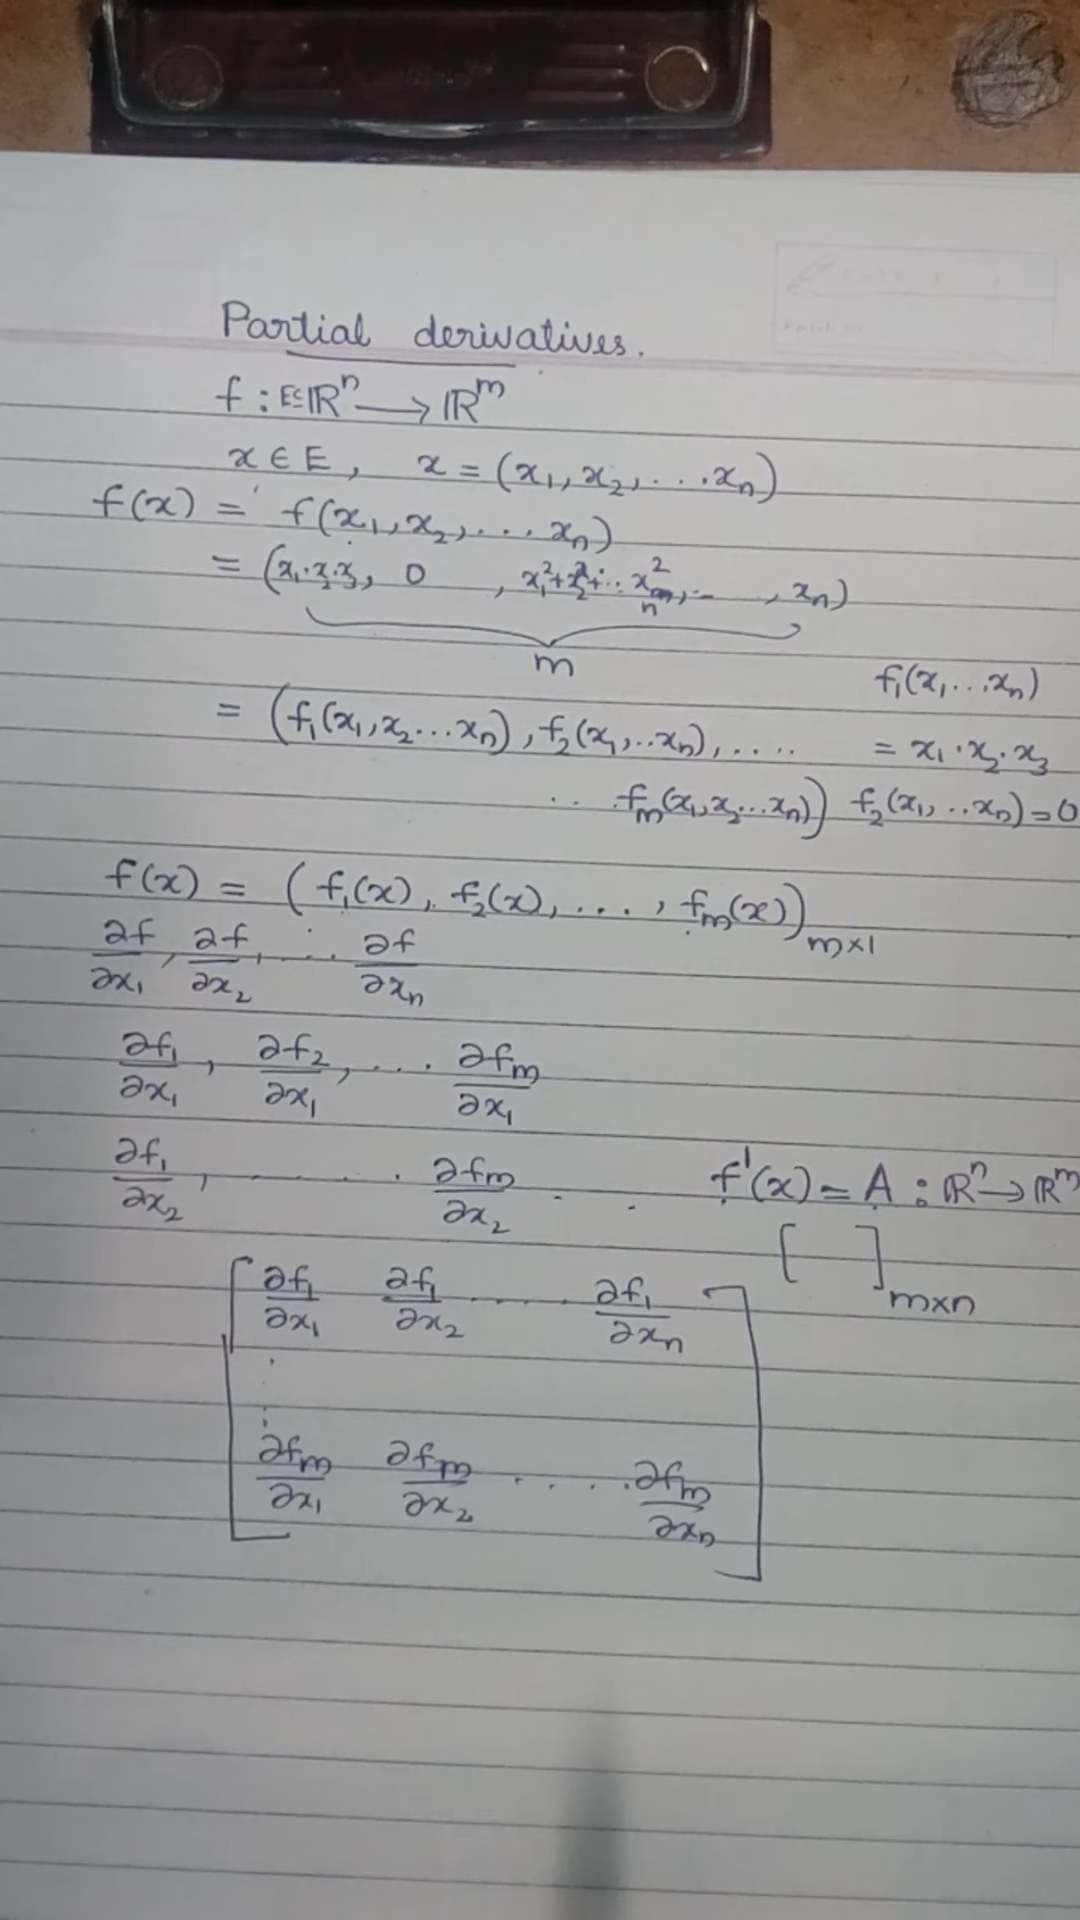 Partial derivatives.
f : E⊆ℝⁿ ⟶ ℝᵐ
x ∈ E, x = (x₁, x₂, ... xₙ)
f(x) = f(x₁, x₂, ... xₙ)
= (x₁·x₂·x₃, 0, x₁²+x₂²+... xₙ², ..., xₙ)
m
f₁(x₁...xₙ)
= (f₁(x₁,x₂...xₙ), f₂(x₁,..xₙ), ....
= x₁·x₂·x₃
.. fₘ(x₁,x₂...xₙ))
f₂(x₁, ..xₙ) = 0
f(x) = (f₁(x), f₂(x), ..., fₘ(x))ₘₓ₁
∂f/∂x₁, ∂f/∂x₂, ... ∂f/∂xₙ
∂f₁/∂x₁, ∂f₂/∂x₁, ... ∂fₘ/∂x₁
∂f₁/∂x₂, ....... ∂fₘ/∂x₂ . .
f'(x) = A : ℝⁿ → ℝᵐ
[ ]ₘₓₙ
[ ∂f₁/∂x₁ ∂f₁/∂x₂ ..... ∂f₁/∂xₙ
⋮
∂fₘ/∂x₁ ∂fₘ/∂x₂ ..... ∂fₘ/∂xₙ ]